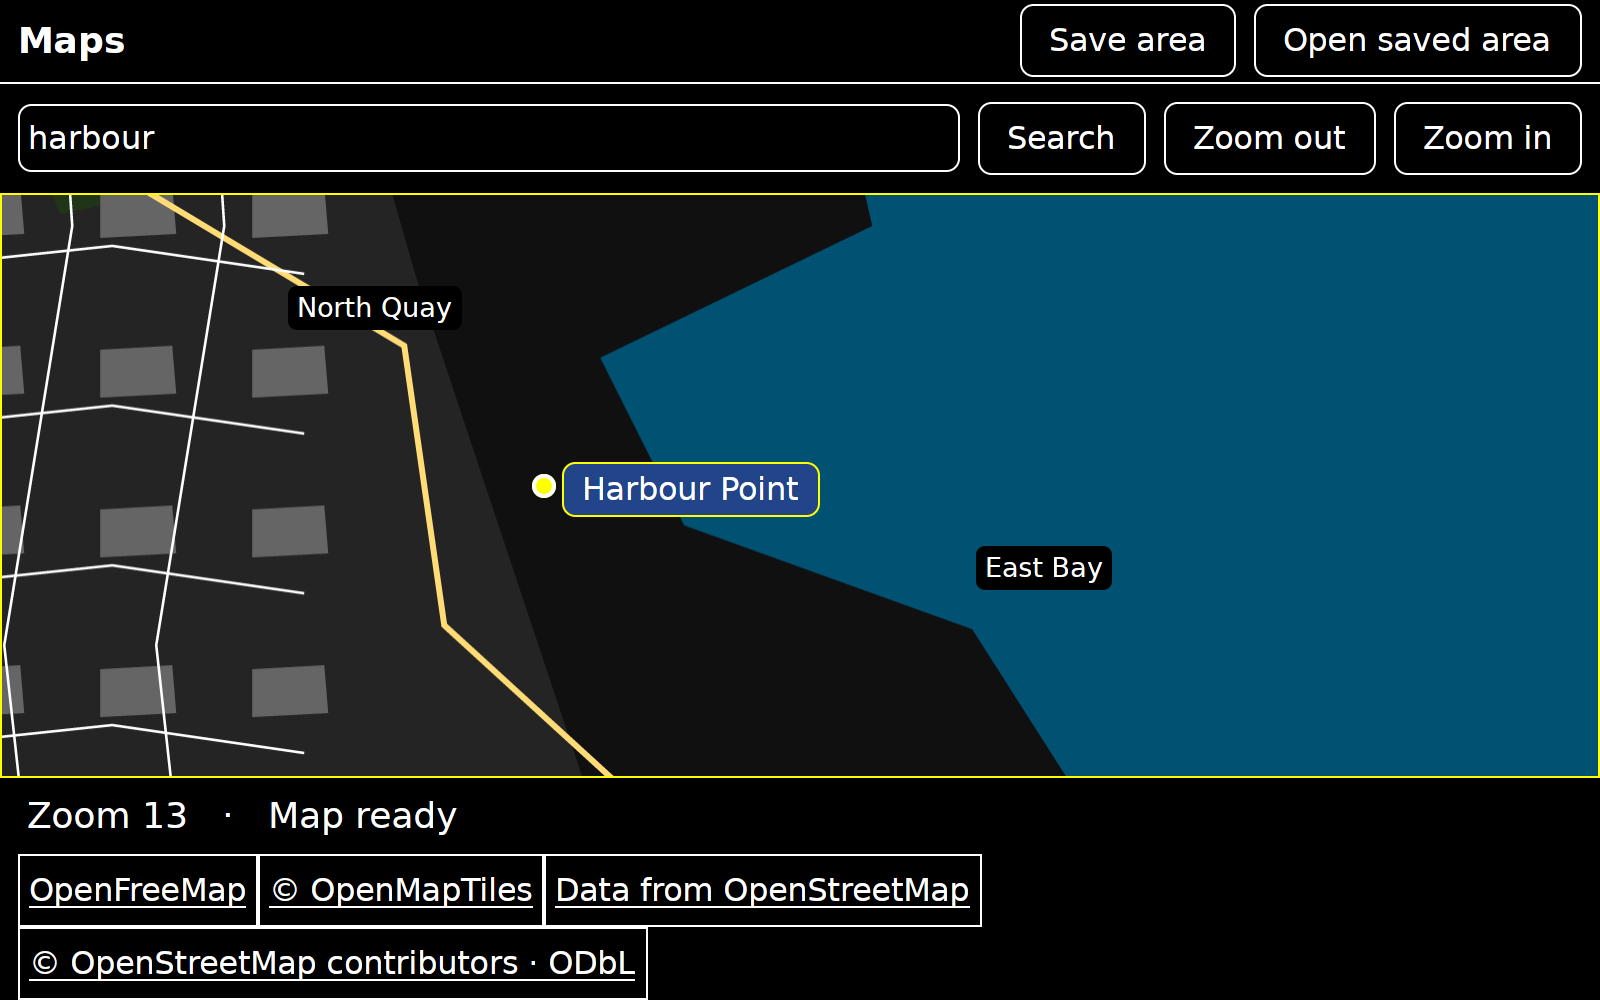 Maps
Save area
Open saved area
harbour
Search
Zoom out
Zoom in
North Quay
Harbour Point
East Bay
Zoom 13 · Map ready
OpenFreeMap
© OpenMapTiles
Data from OpenStreetMap
© OpenStreetMap contributors · ODbL